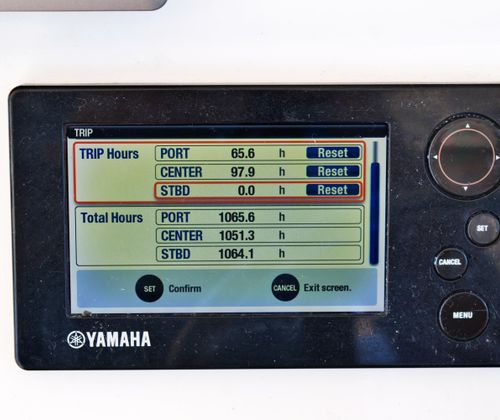 TRIP
TRIP Hours PORT 65.6 h Reset
CENTER 97.9 h Reset
STBD 0.0 h Reset
Total Hours PORT 1065.6 h
CENTER 1051.3 h
STBD 1064.1 h
SET Confirm CANCEL Exit screen.
SET
CANCEL
MENU
YAMAHA